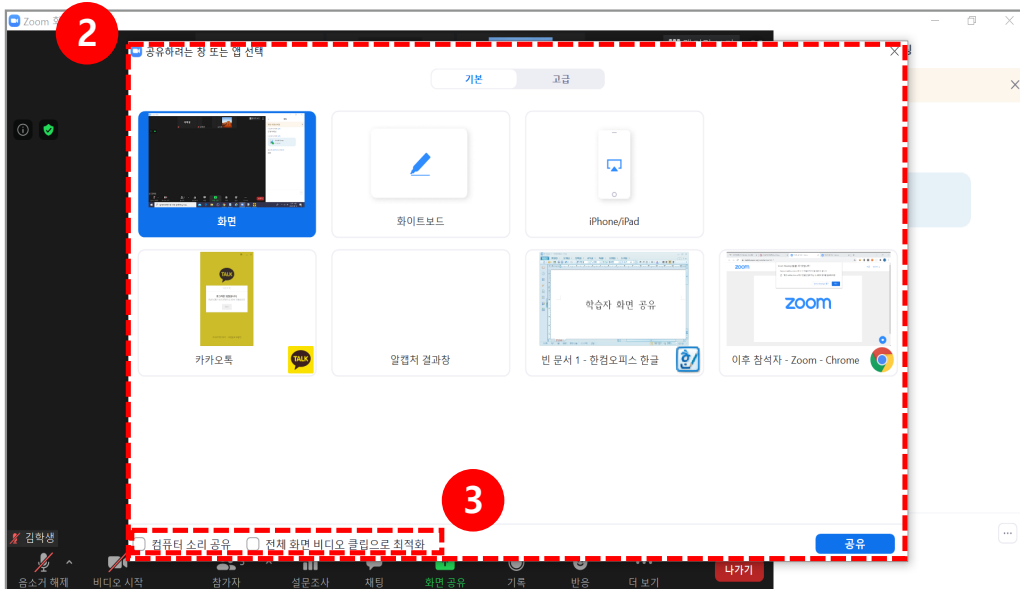 Zoom
2
공유하려는 창 또는 앱 선택
기본
고급
화면
화이트보드
iPhone/iPad
TALK
카카오톡
TALK
알캡처 결과창
학습자 화면 공유
빈 문서 1 - 한컴오피스 한글
한/
zoom
zoom
이후 참석자 - Zoom - Chrome
3
김학생
컴퓨터 소리 공유
전체 화면 비디오 클립으로 최적화
공유
음소거 해제
비디오 시작
참가자
설문조사
채팅
화면 공유
기록
반응
더 보기
나가기